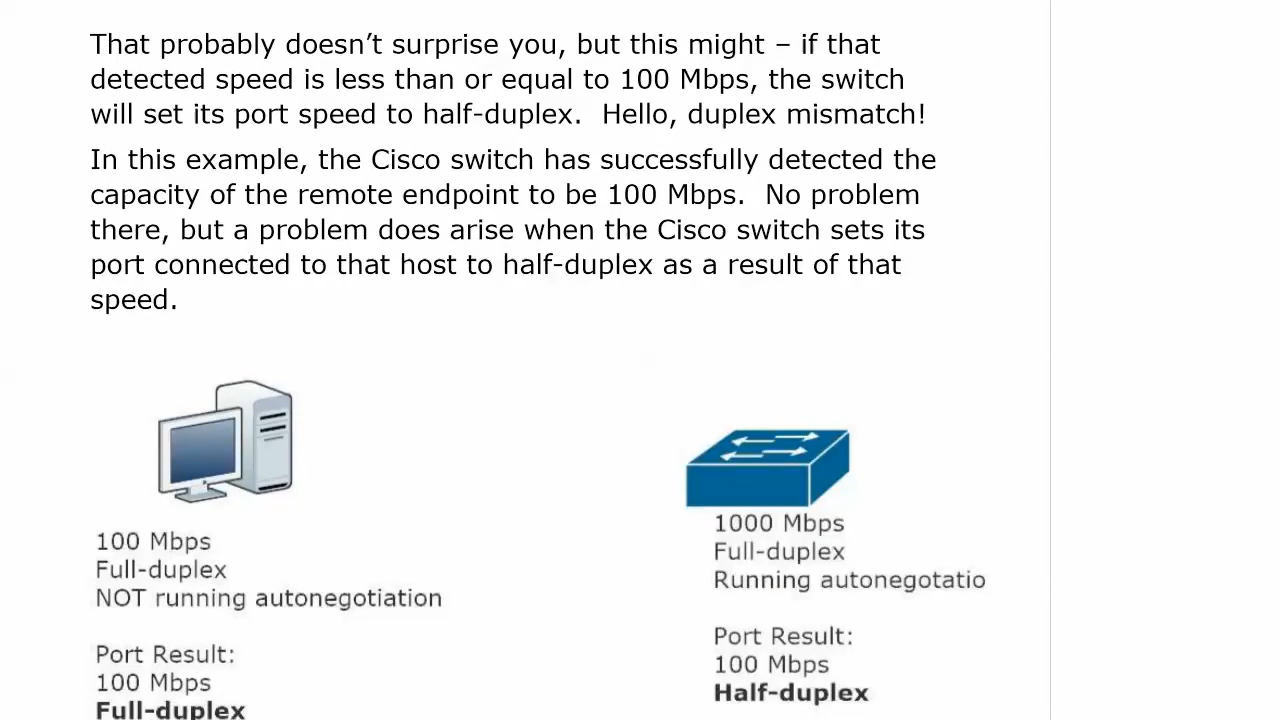 That probably doesn’t surprise you, but this might – if that
detected speed is less than or equal to 100 Mbps, the switch
will set its port speed to half-duplex.  Hello, duplex mismatch!
In this example, the Cisco switch has successfully detected the
capacity of the remote endpoint to be 100 Mbps.  No problem
there, but a problem does arise when the Cisco switch sets its
port connected to that host to half-duplex as a result of that
speed.
100 Mbps
Full-duplex
NOT running autonegotiation
Port Result:
100 Mbps
Full-duplex
1000 Mbps
Full-duplex
Running autonegotatio
Port Result:
100 Mbps
Half-duplex